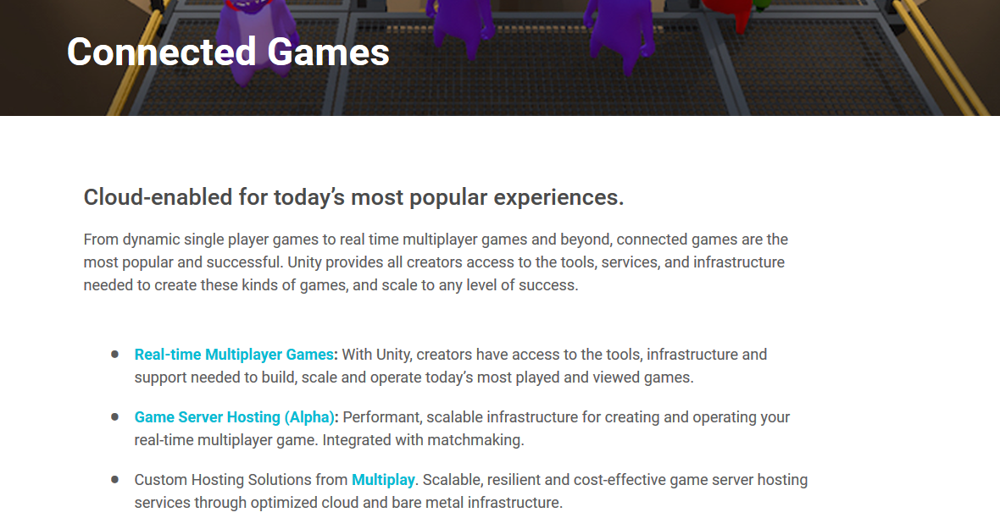 Connected Games
Cloud-enabled for today’s most popular experiences.
From dynamic single player games to real time multiplayer games and beyond, connected games are the
most popular and successful. Unity provides all creators access to the tools, services, and infrastructure
needed to create these kinds of games, and scale to any level of success.
● Real-time Multiplayer Games: With Unity, creators have access to the tools, infrastructure and
support needed to build, scale and operate today’s most played and viewed games.
● Game Server Hosting (Alpha): Performant, scalable infrastructure for creating and operating your
real-time multiplayer game. Integrated with matchmaking.
● Custom Hosting Solutions from Multiplay. Scalable, resilient and cost-effective game server hosting
services through optimized cloud and bare metal infrastructure.